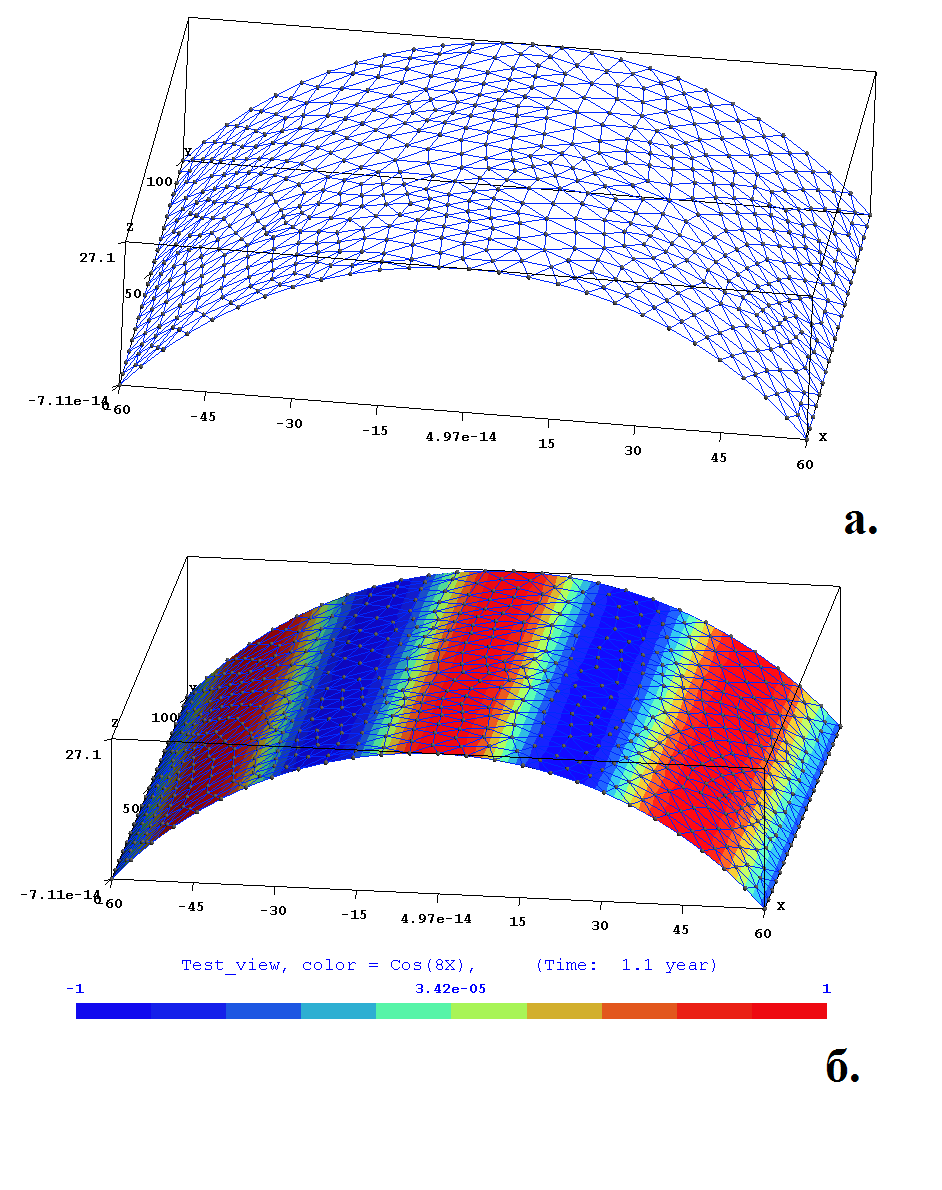 Y
100
Z
27.1
50
-7.11e-14
0 -60
-45
-30
-15
4.97e-14
15
30
45
60
X
а.
Y
100
Z
27.1
50
-7.11e-14
0 -60
-45
-30
-15
4.97e-14
15
30
45
60
X
Test_view, color = Cos(8X), (Time: 1.1 year)
-1 3.42e-05 1
б.